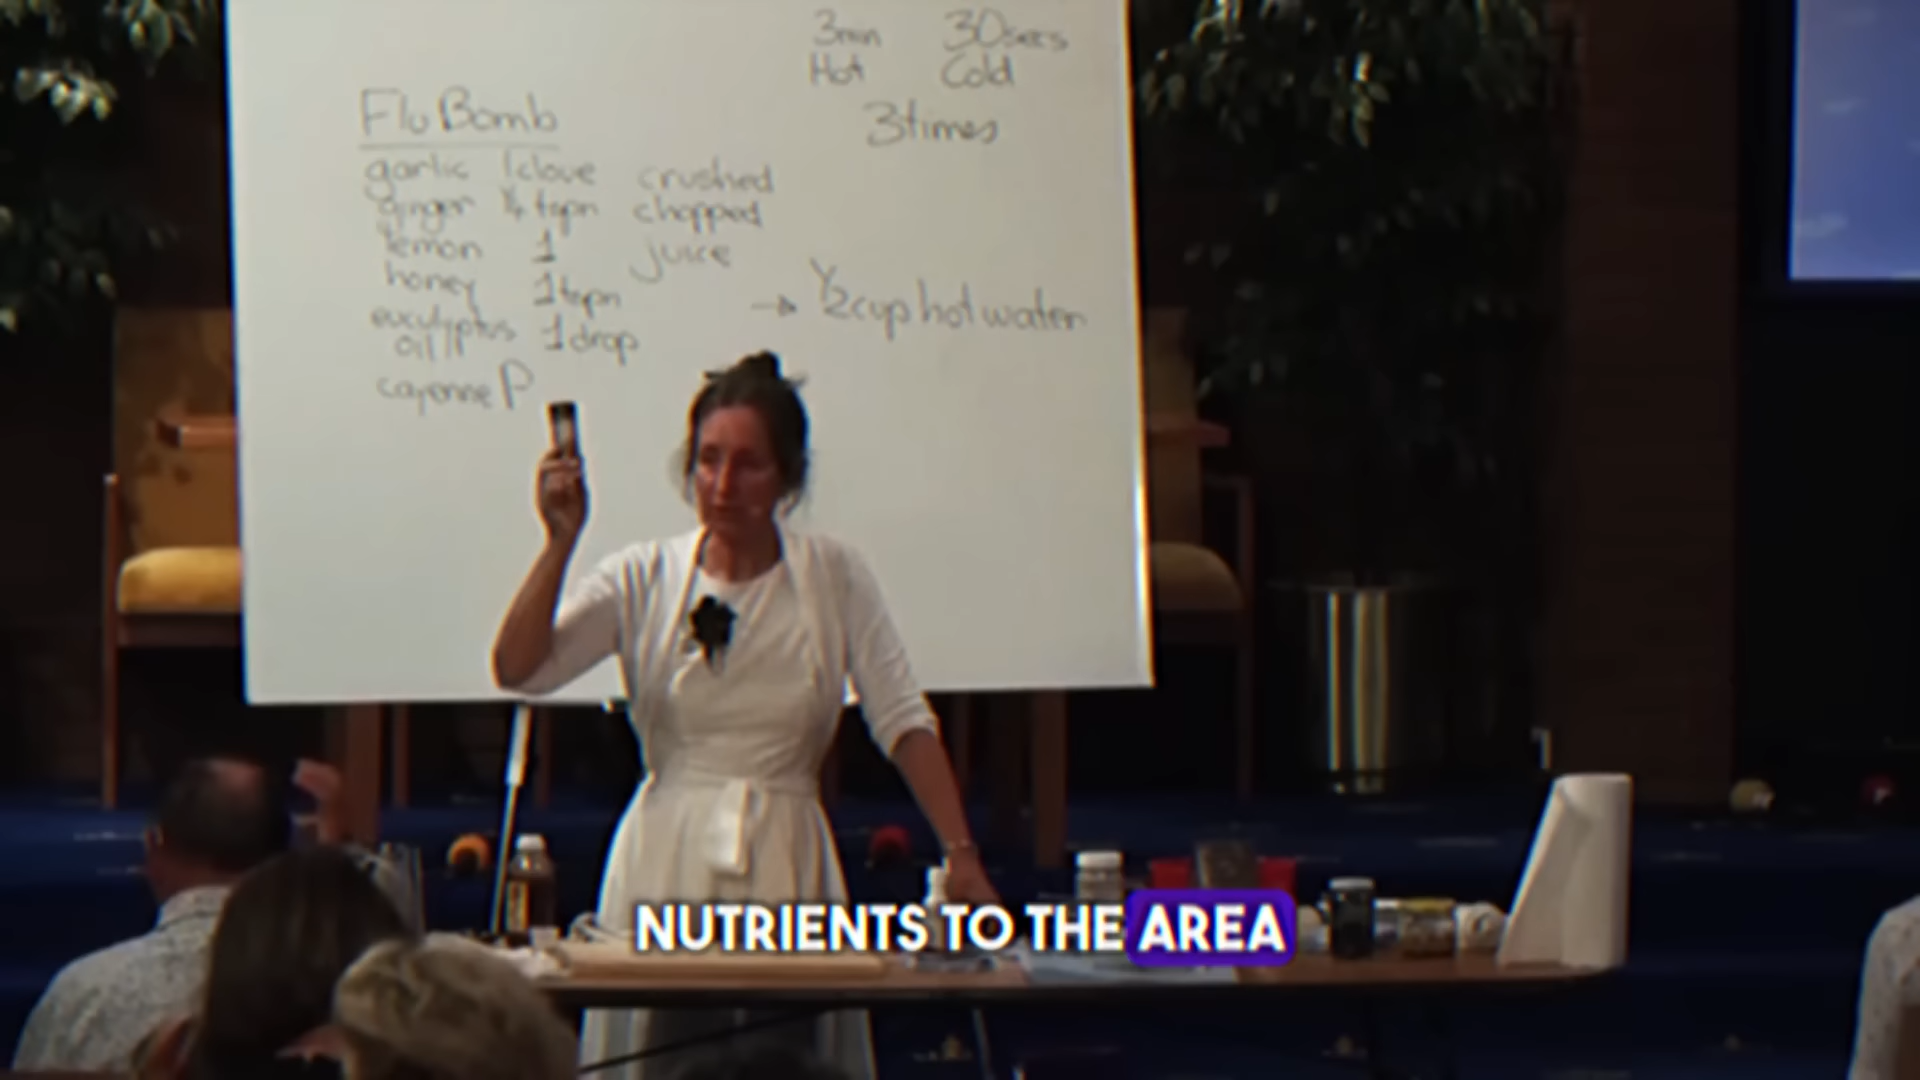 3min 30secs
Hot Cold
3times
Flu Bomb
garlic 1clove crushed
ginger ¼ tspn chopped
lemon 1 juice
honey 1tspn
→ ½cup hot water
euculyptus 1drop
oil
cayenne P
NUTRIENTS TO THE AREA